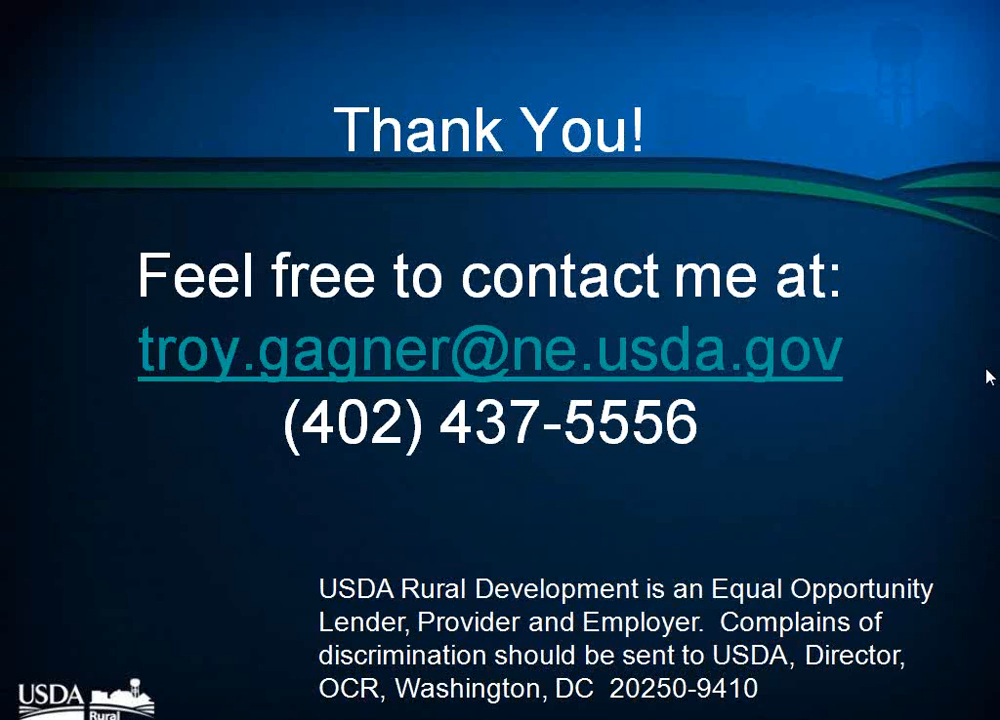 Thank You!
Feel free to contact me at:
troy.gagner@ne.usda.gov
(402) 437-5556
USDA Rural Development is an Equal Opportunity
Lender, Provider and Employer.  Complains of
discrimination should be sent to USDA, Director,
OCR, Washington, DC  20250-9410
USDA
Rural